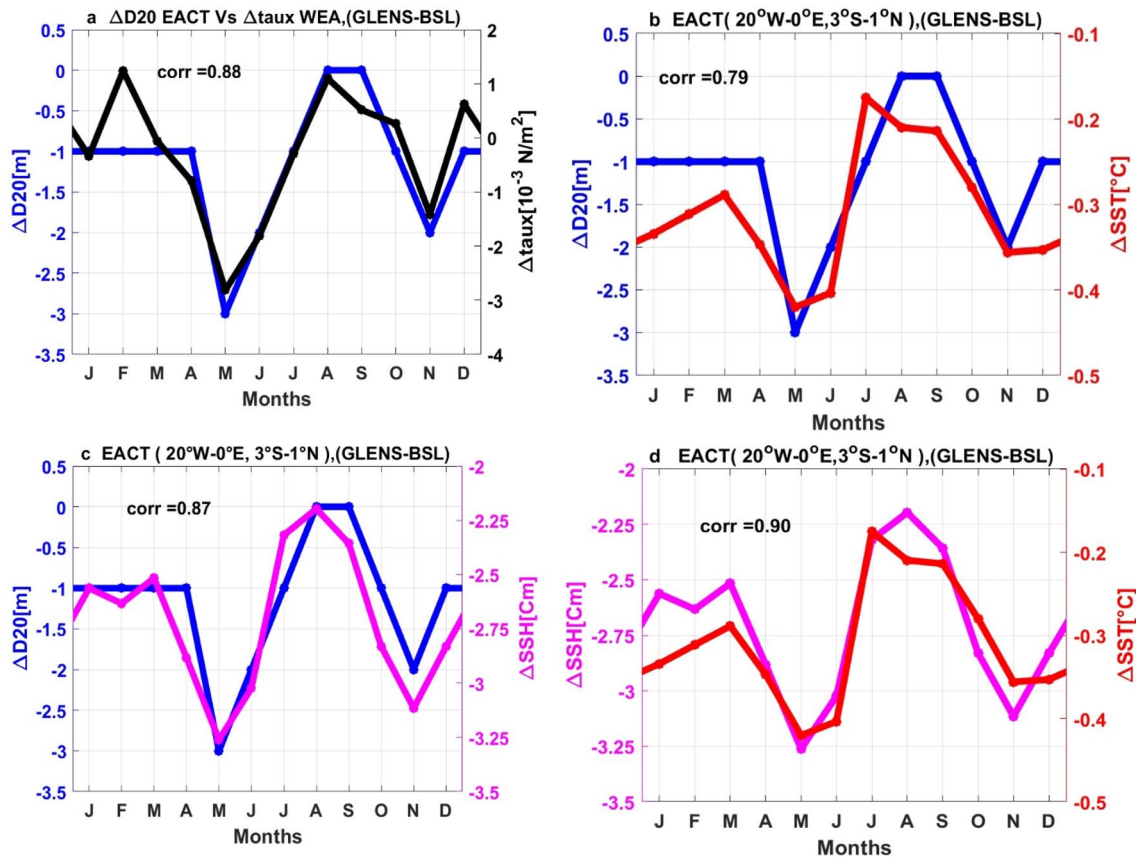 a ΔD20 EACT Vs Δtaux WEA,(GLENS-BSL)
corr =0.88
0.5
0
-0.5
-1
-1.5
-2
-2.5
-3
-3.5
ΔD20[m]
2
1
0
-1
-2
-3
-4
Δtaux[10⁻³ N/m²]
J F M A M J J A S O N D
Months
b EACT( 20°W-0°E,3°S-1°N ),(GLENS-BSL)
corr =0.79
0.5
0
-0.5
-1
-1.5
-2
-2.5
-3
-3.5
ΔD20[m]
-0.1
-0.2
-0.3
-0.4
-0.5
ΔSST[°C]
J F M A M J J A S O N D
Months
c EACT ( 20°W-0°E, 3°S-1°N ),(GLENS-BSL)
corr =0.87
0.5
0
-0.5
-1
-1.5
-2
-2.5
-3
-3.5
ΔD20[m]
-2
-2.25
-2.5
-2.75
-3
-3.25
-3.5
ΔSSH[Cm]
J F M A M J J A S O N D
Months
d EACT( 20°W-0°E,3°S-1°N ),(GLENS-BSL)
corr =0.90
-2
-2.25
-2.5
-2.75
-3
-3.25
-3.5
ΔSSH[Cm]
-0.1
-0.2
-0.3
-0.4
-0.5
ΔSST[°C]
J F M A M J J A S O N D
Months